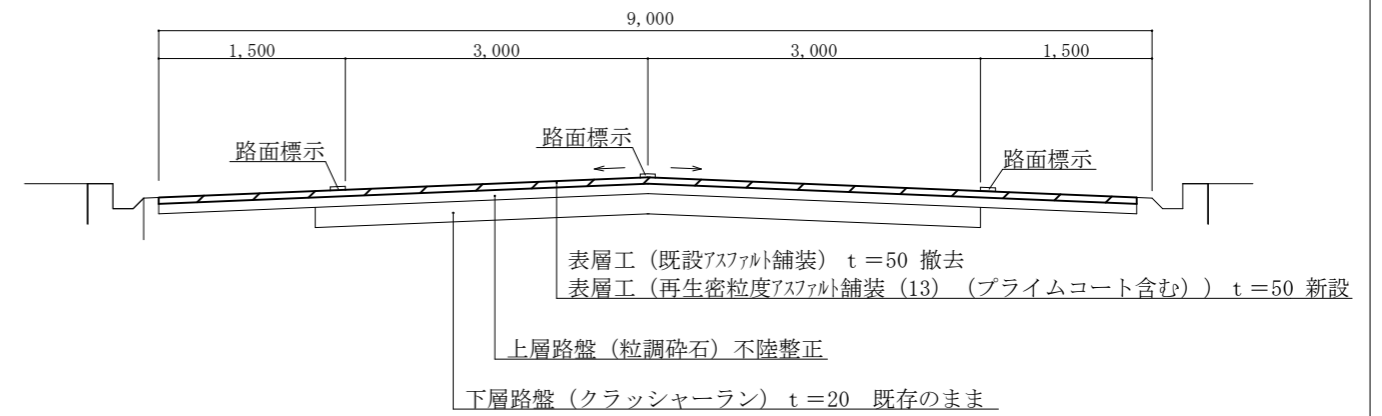 9,000
1,500
3,000
3,000
1,500
路面標示
路面標示
路面標示
表層工（既設ｱｽﾌｧﾙﾄ舗装）ｔ＝50 撤去
表層工（再生密粒度ｱｽﾌｧﾙﾄ舗装（13）（プライムコート含む））ｔ＝50 新設
上層路盤（粒調砕石）不陸整正
下層路盤（クラッシャーラン）ｔ＝20　既存のまま